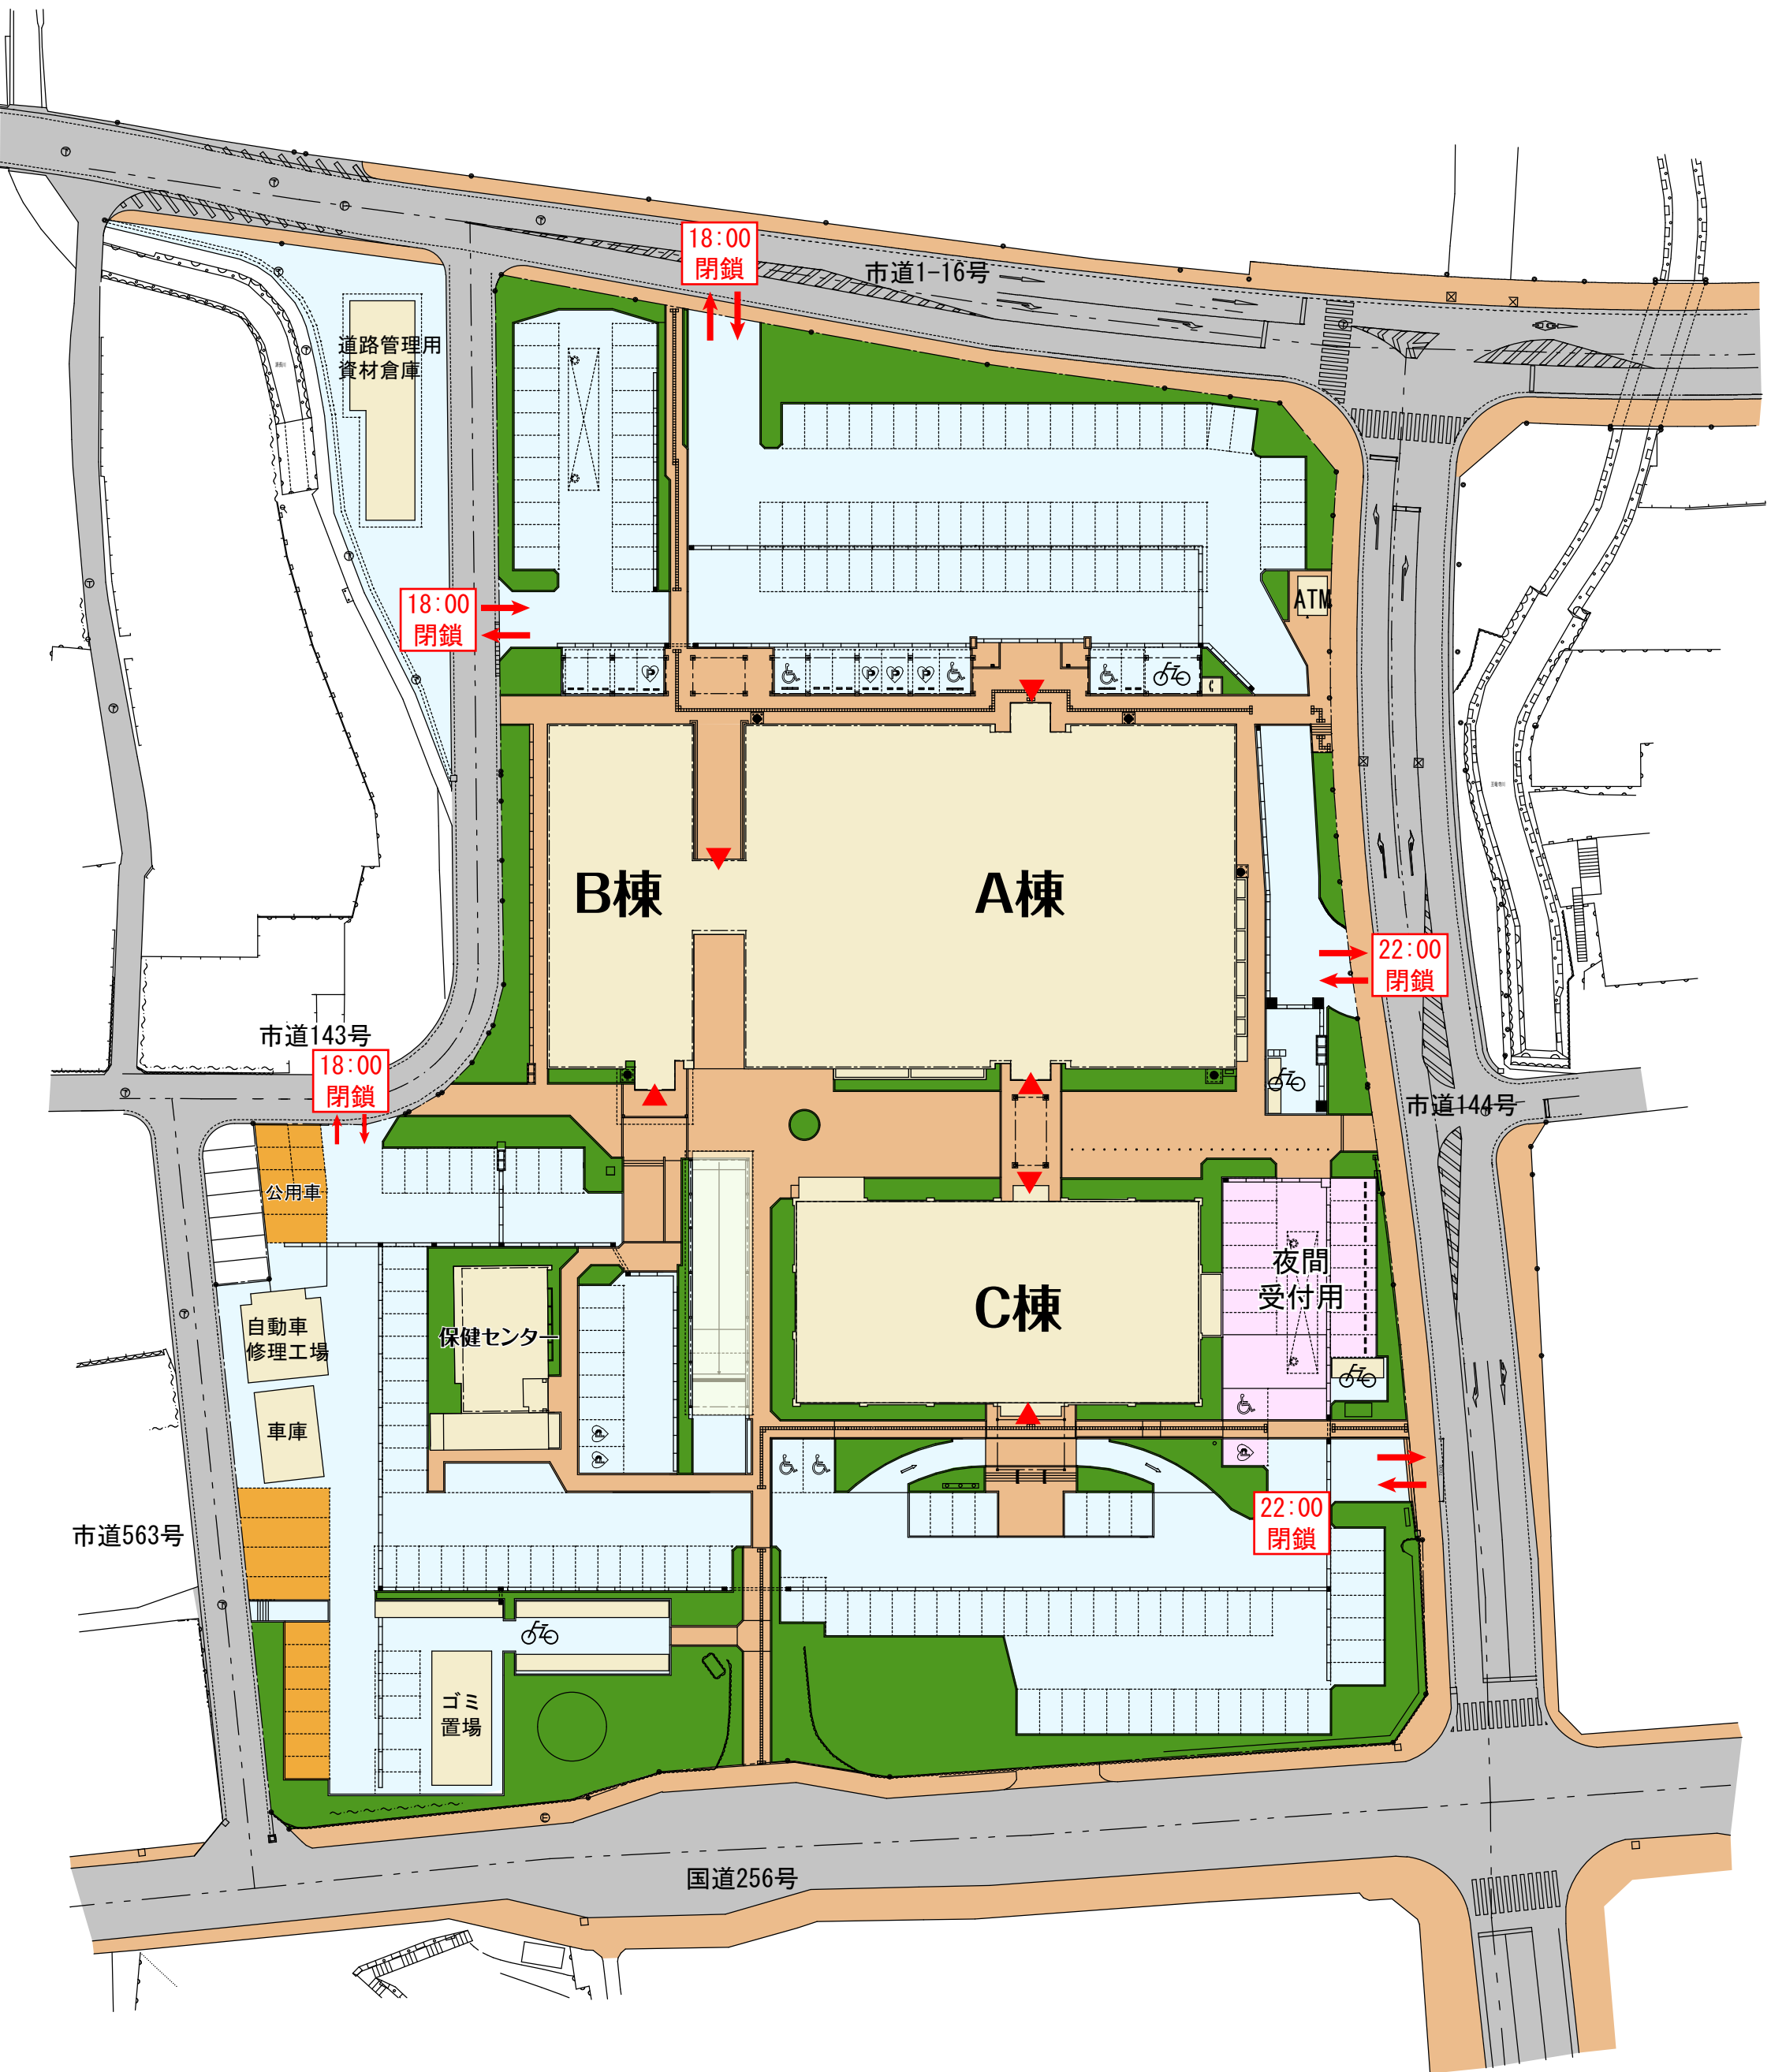 18:00
閉鎖
市道1-16号
道路管理用
資材倉庫
18:00
閉鎖
ATM
B棟
A棟
22:00
閉鎖
市道143号
18:00
閉鎖
市道144号
公用車
夜間
受付用
C棟
自動車
修理工場
保健センター
車庫
22:00
閉鎖
市道563号
ゴミ
置場
国道256号